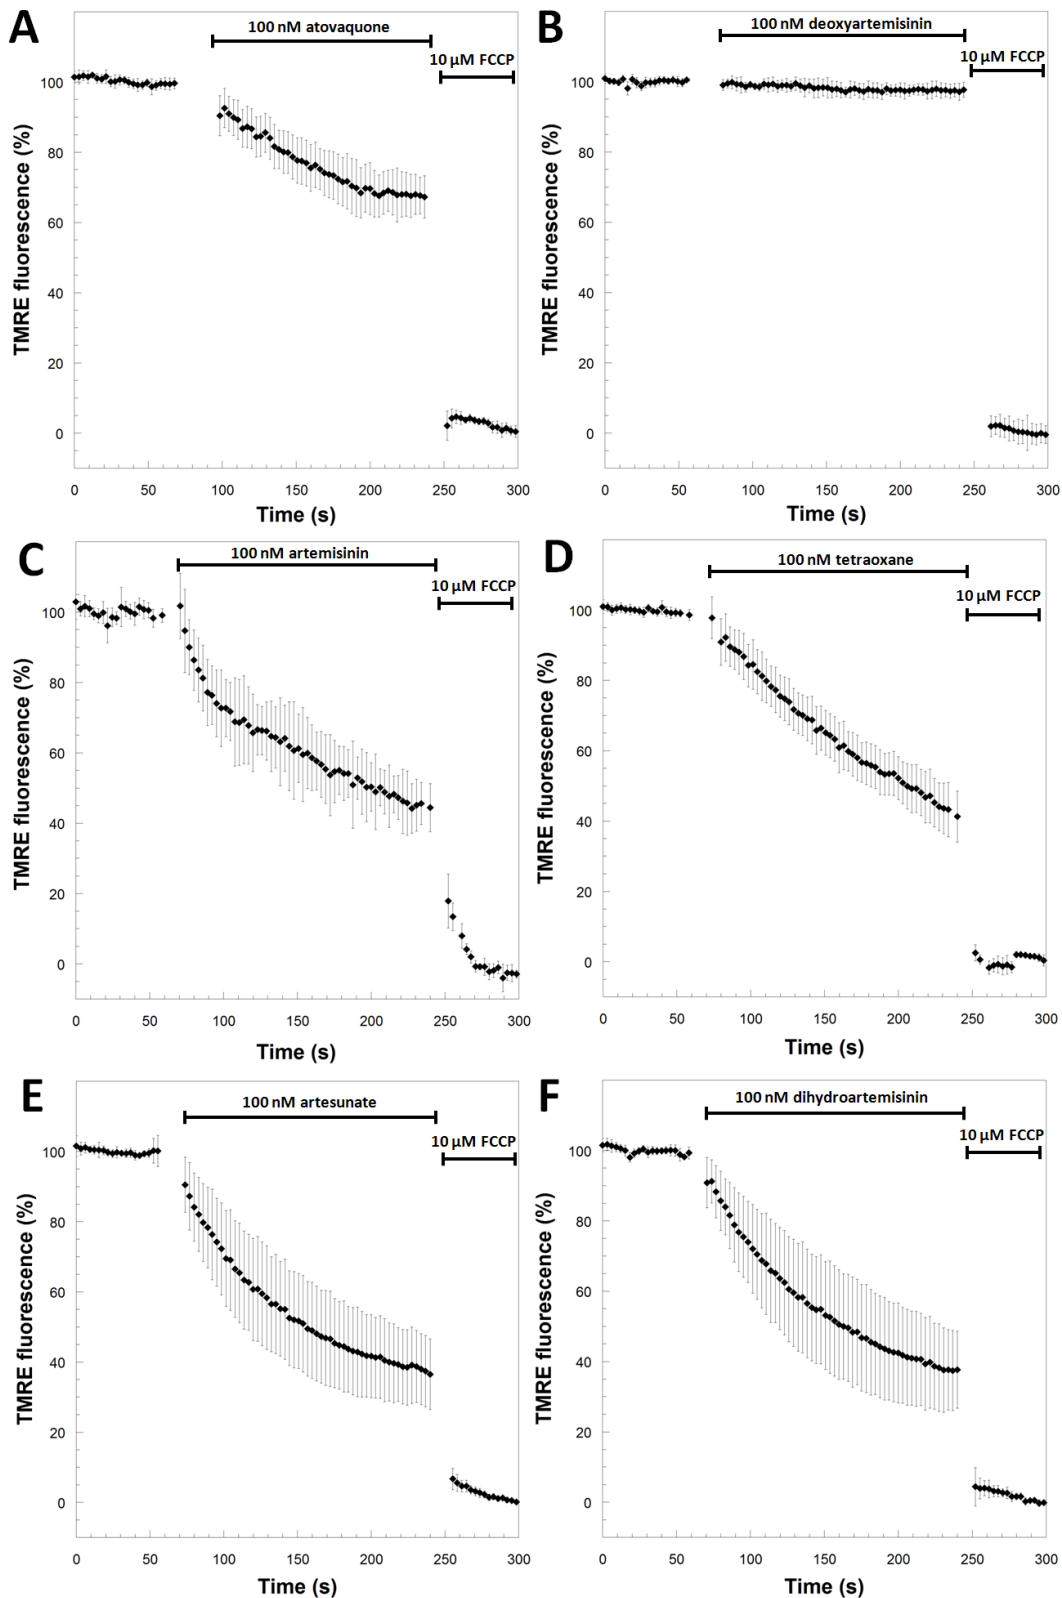 A
100 nM atovaquone
10 µM FCCP
TMRE fluorescence (%)
100
80
60
40
20
0
0 50 100 150 200 250 300
Time (s)
B
100 nM deoxyartemisinin
10 µM FCCP
TMRE fluorescence (%)
100
80
60
40
20
0
0 50 100 150 200 250 300
Time (s)
C
100 nM artemisinin
10 µM FCCP
TMRE fluorescence (%)
100
80
60
40
20
0
0 50 100 150 200 250 300
Time (s)
D
100 nM tetraoxane
10 µM FCCP
TMRE fluorescence (%)
100
80
60
40
20
0
0 50 100 150 200 250 300
Time (s)
E
100 nM artesunate
10 µM FCCP
TMRE fluorescence (%)
100
80
60
40
20
0
0 50 100 150 200 250 300
Time (s)
F
100 nM dihydroartemisinin
10 µM FCCP
TMRE fluorescence (%)
100
80
60
40
20
0
0 50 100 150 200 250 300
Time (s)